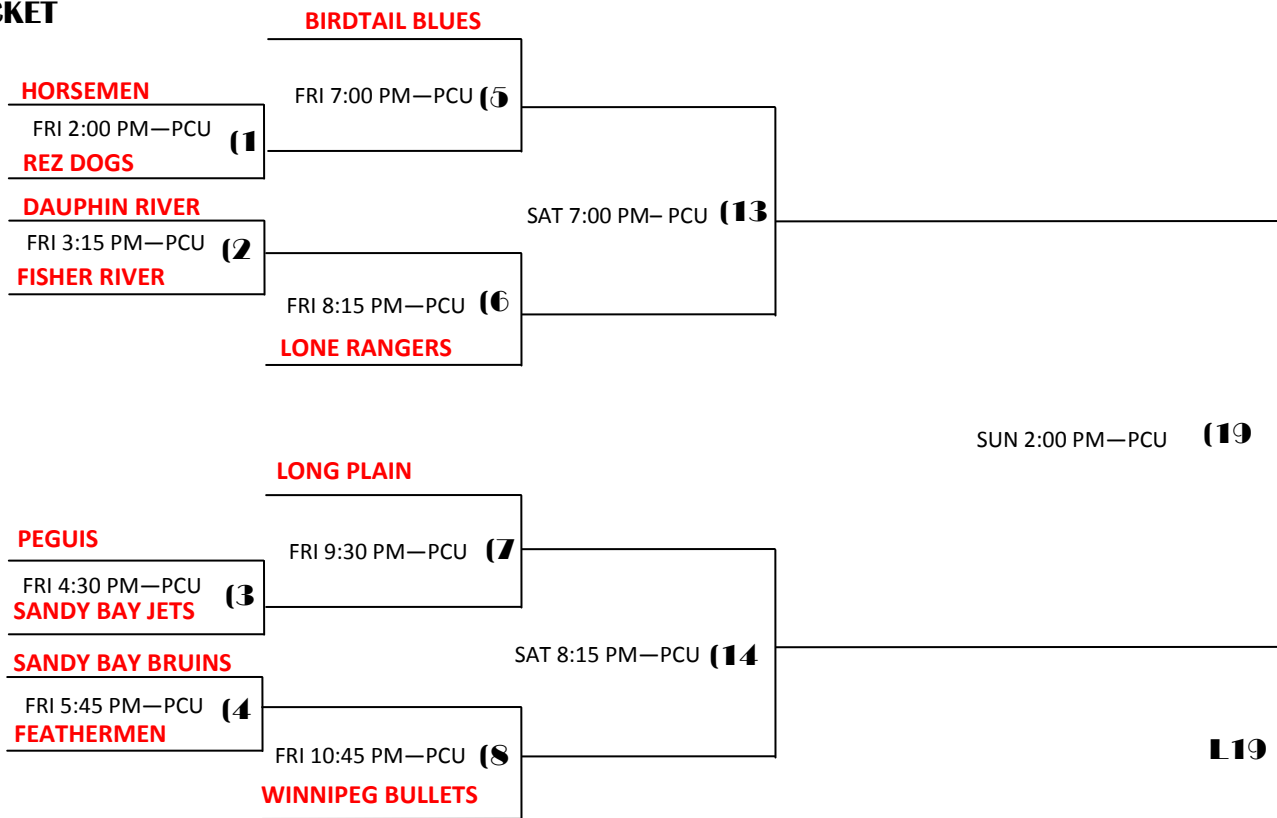 CKET
BIRDTAIL BLUES
HORSEMEN
FRI 7:00 PM—PCU (5
FRI 2:00 PM—PCU (1
REZ DOGS
DAUPHIN RIVER
SAT 7:00 PM– PCU (13
FRI 3:15 PM—PCU (2
FISHER RIVER
FRI 8:15 PM—PCU (6
LONE RANGERS
SUN 2:00 PM—PCU (19
LONG PLAIN
PEGUIS
FRI 9:30 PM—PCU (7
FRI 4:30 PM—PCU (3
SANDY BAY JETS
SANDY BAY BRUINS
SAT 8:15 PM—PCU (14
FRI 5:45 PM—PCU (4
FEATHERMEN
FRI 10:45 PM—PCU (8
L19
WINNIPEG BULLETS